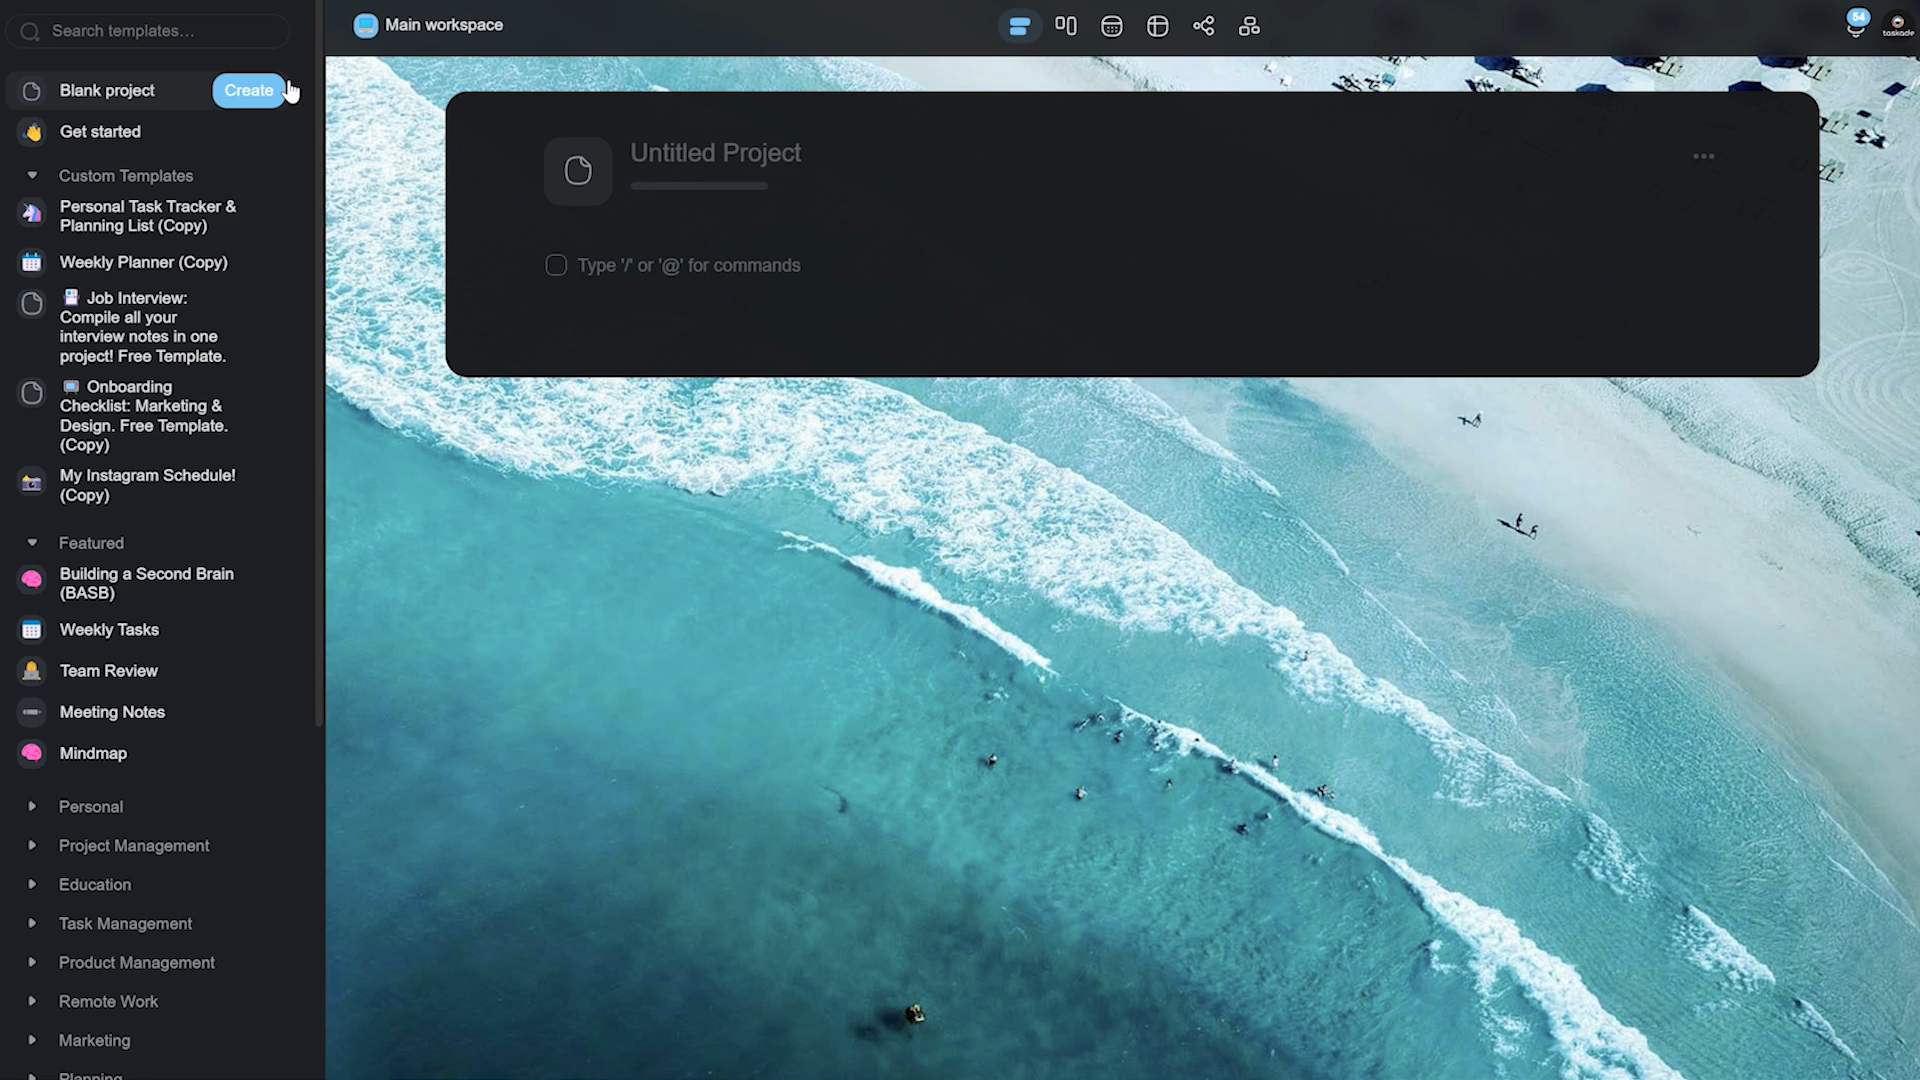 Search templates...
Main workspace
54
taskade
Blank project
Create
Get started
Custom Templates
Personal Task Tracker &
Planning List (Copy)
Weekly Planner (Copy)
Job Interview:
Compile all your
interview notes in one
project! Free Template.
Onboarding
Checklist: Marketing &
Design. Free Template.
(Copy)
My Instagram Schedule!
(Copy)
Featured
Building a Second Brain
(BASB)
Weekly Tasks
Team Review
Meeting Notes
Mindmap
Personal
Project Management
Education
Task Management
Product Management
Remote Work
Marketing
Planning
Untitled Project
Type '/' or '@' for commands